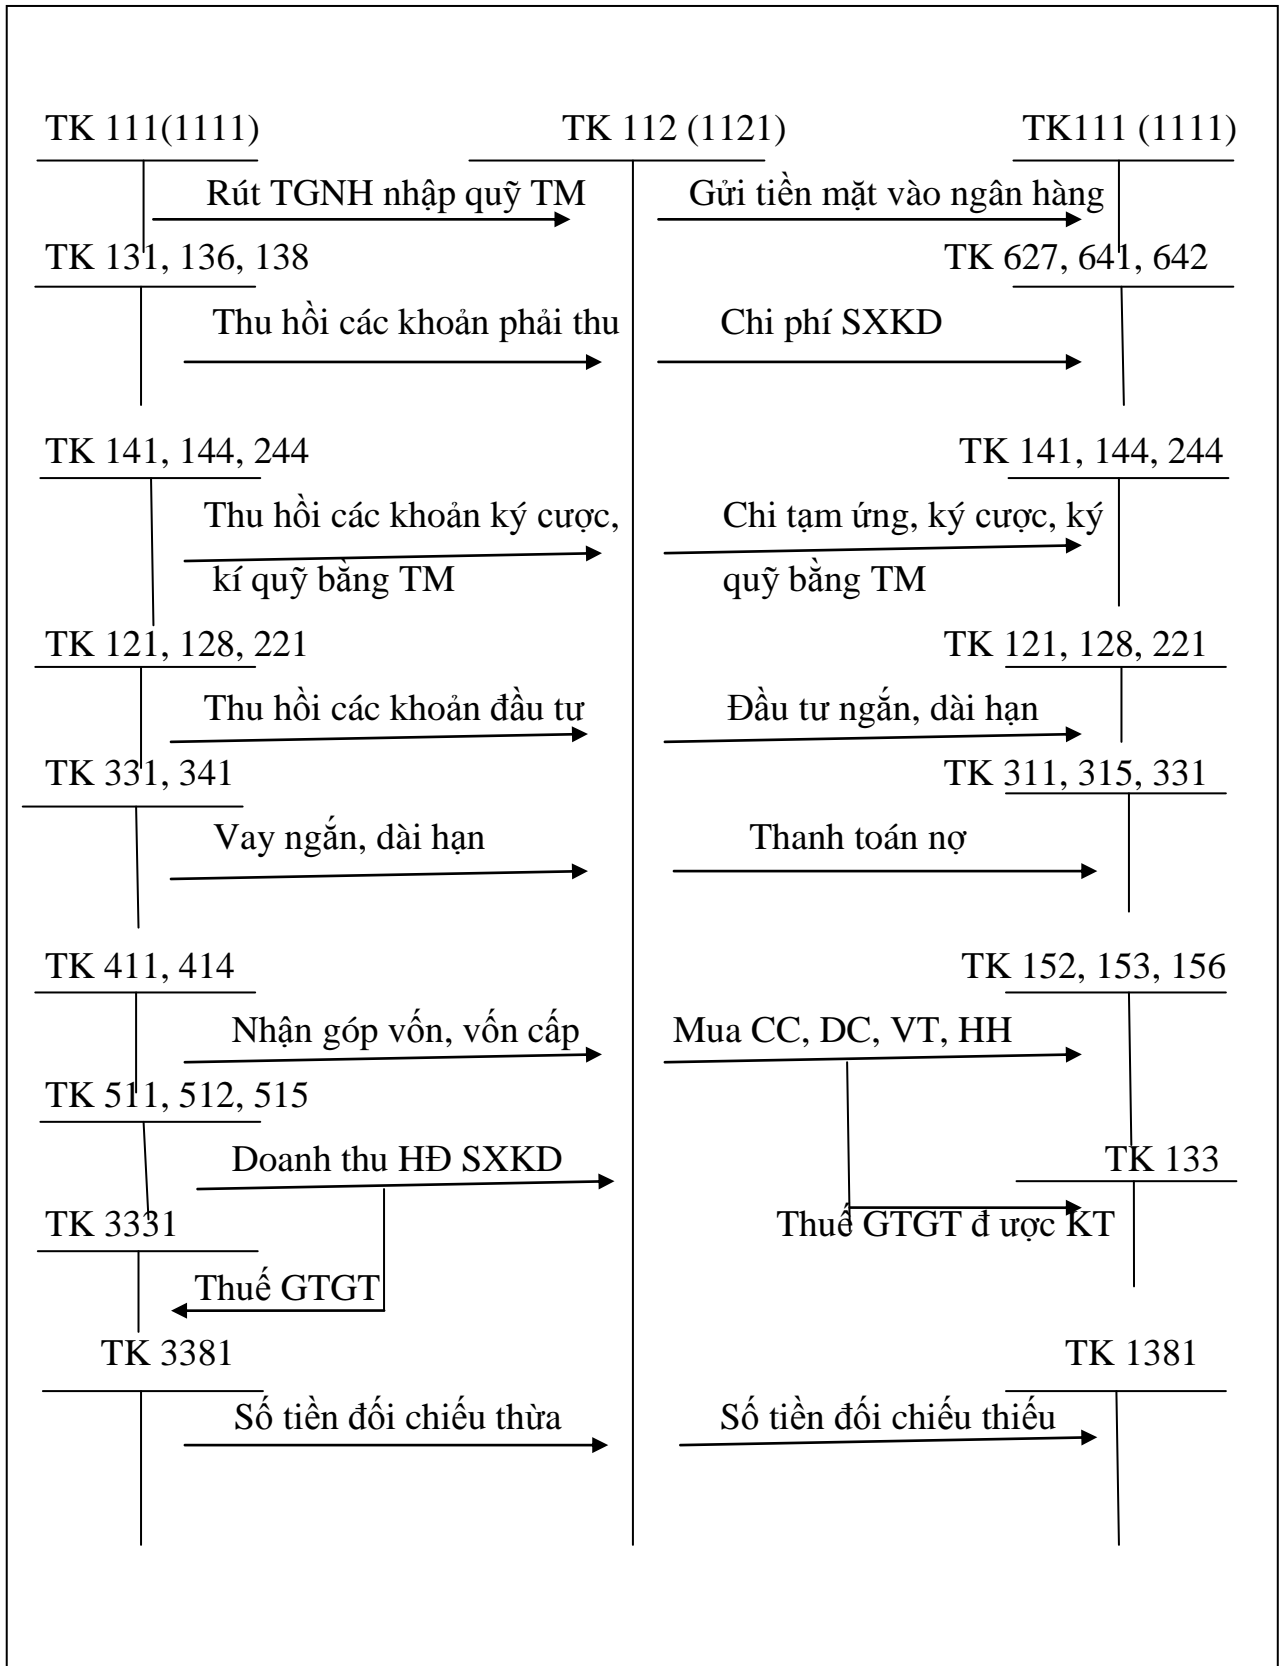 TK 111(1111) TK 112 (1121) TK111 (1111)
Rút TGNH nhập quỹ TM Gửi tiền mặt vào ngân hàng
TK 131, 136, 138 TK 627, 641, 642
Thu hồi các khoản phải thu Chi phí SXKD
TK 141, 144, 244 TK 141, 144, 244
Thu hồi các khoản ký cược, Chi tạm ứng, ký cược, ký
kí quỹ bằng TM quỹ bằng TM
TK 121, 128, 221 TK 121, 128, 221
Thu hồi các khoản đầu tư Đầu tư ngắn, dài hạn
TK 331, 341 TK 311, 315, 331
Vay ngắn, dài hạn Thanh toán nợ
TK 411, 414 TK 152, 153, 156
Nhận góp vốn, vốn cấp Mua CC, DC, VT, HH
TK 511, 512, 515
Doanh thu HĐ SXKD TK 133
TK 3331 Thuế GTGT đ ược KT
Thuế GTGT
TK 3381 TK 1381
Số tiền đối chiếu thừa Số tiền đối chiếu thiếu